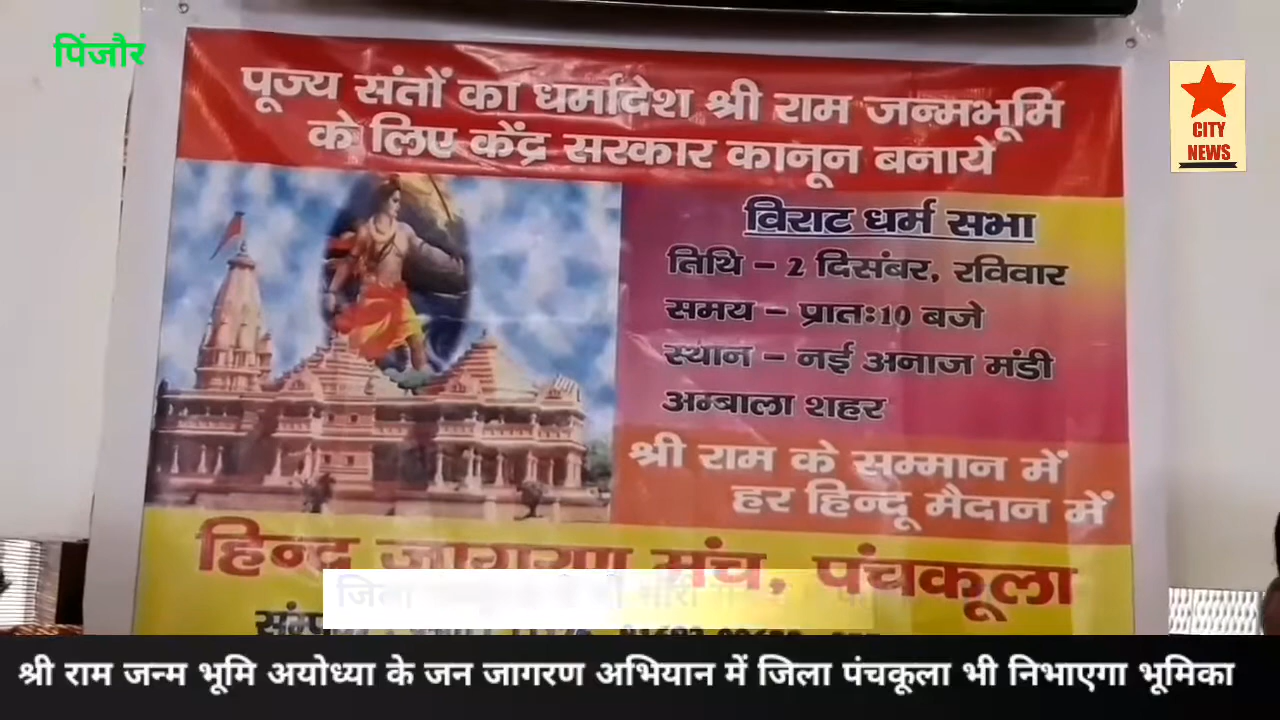 पिंजौर
CITY
NEWS
पूज्य संतों का धर्मादेश श्री राम जन्मभूमि
के लिए केंद्र सरकार कानून बनाये
विराट धर्म सभा
तिथि – 2 दिसंबर, रविवार
समय – प्रातः10 बजे
स्थान – नई अनाज मंडी
अम्बाला शहर
श्री राम के सम्मान में
हर हिन्दू मैदान में
हिन्दू जागरण मंच, पंचकूला
जिला
श्री राम जन्म भूमि अयोध्या के जन जागरण अभियान में जिला पंचकूला भी निभाएगा भूमिका